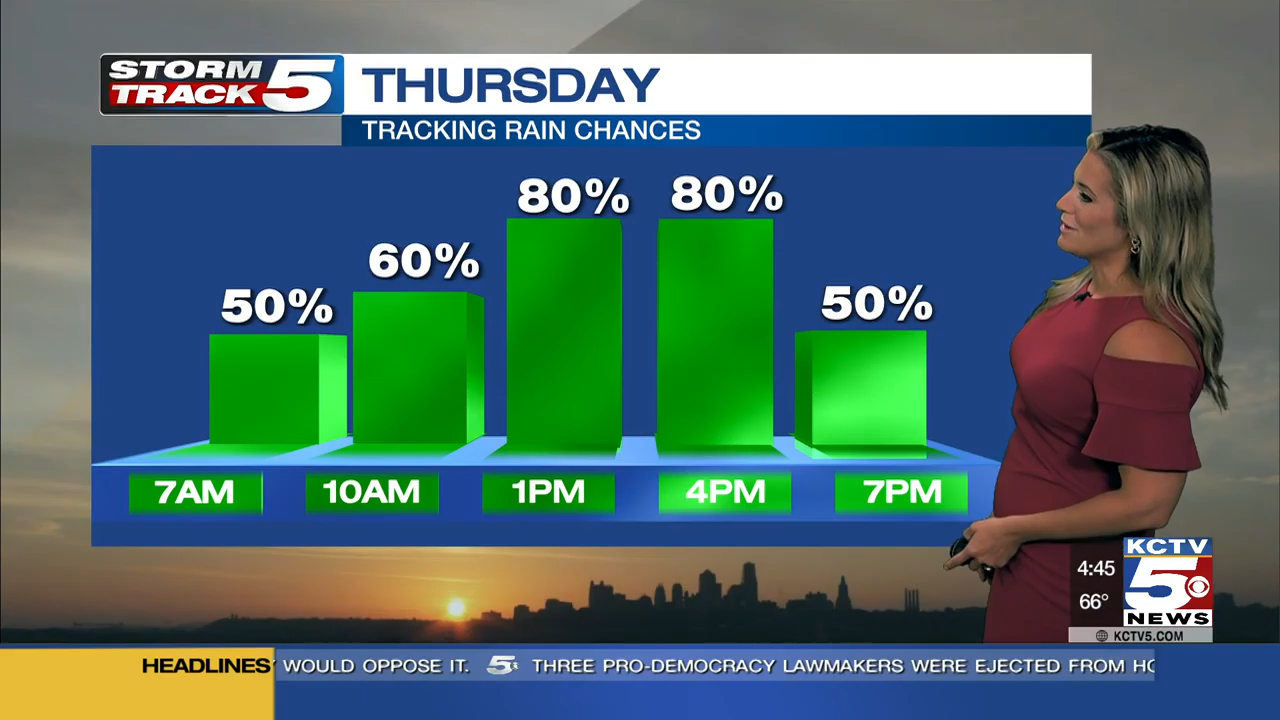 STORM
TRACK 5
THURSDAY
TRACKING RAIN CHANCES
50%
60%
80%
80%
50%
7AM
10AM
1PM
4PM
7PM
4:45
66°
KCTV
5
NEWS
KCTV5.COM
HEADLINES
WOULD OPPOSE IT. 5 THREE PRO-DEMOCRACY LAWMAKERS WERE EJECTED FROM